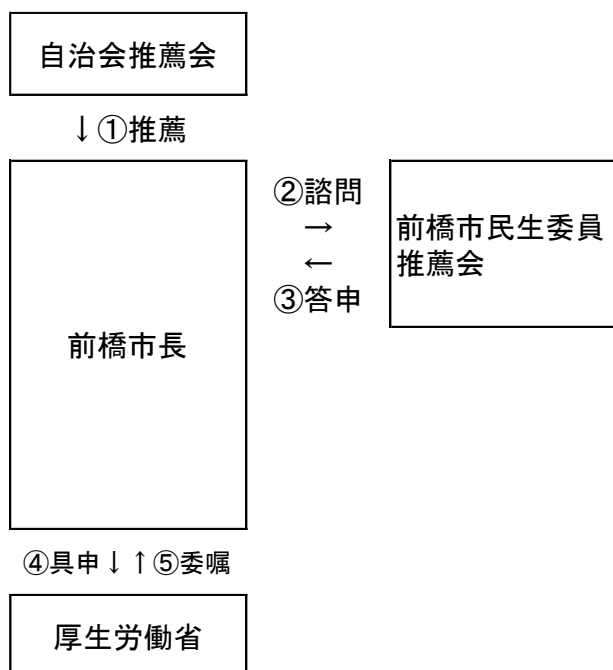 自治会推薦会
↓①推薦
②諮問
→
←
③答申
前橋市民生委員
推薦会
前橋市長
④具申↓↑⑤委嘱
厚生労働省